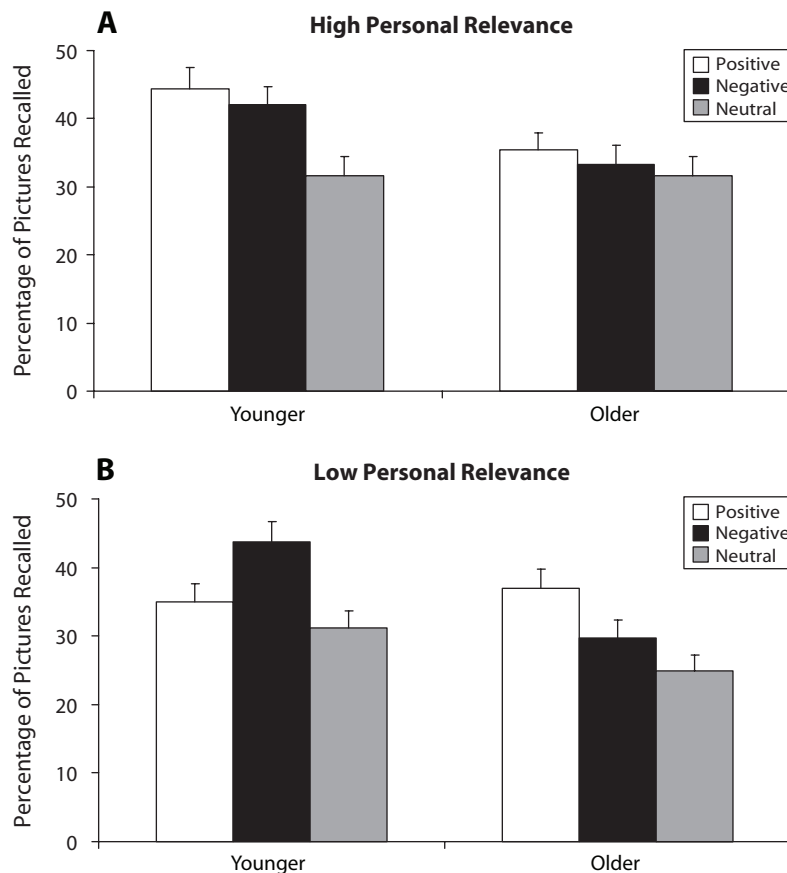 A
High Personal Relevance
Positive
Negative
Neutral
Percentage of Pictures Recalled
50
40
30
20
10
0
Younger
Older
B
Low Personal Relevance
Positive
Negative
Neutral
Percentage of Pictures Recalled
50
40
30
20
10
0
Younger
Older